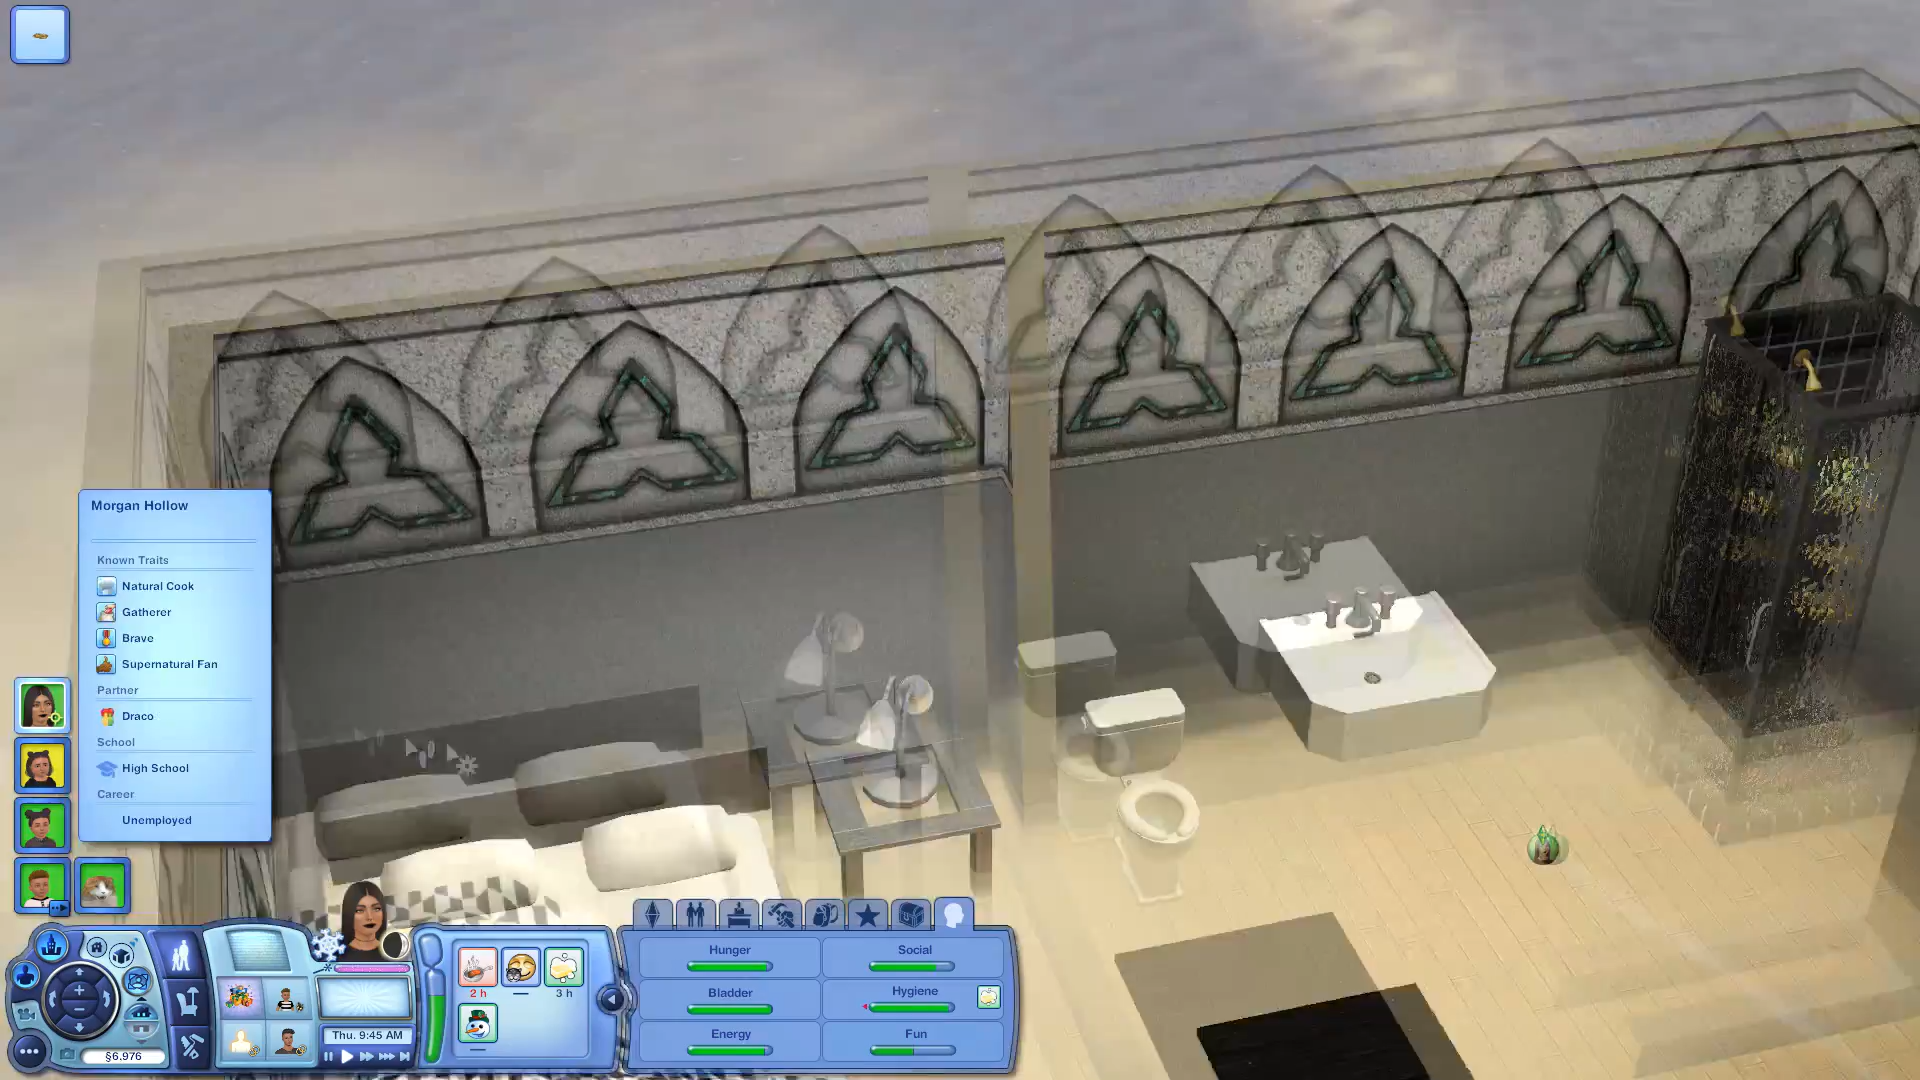 Morgan Hollow
Known Traits
Natural Cook
Gatherer
Brave
Supernatural Fan
Partner
Draco
School
High School
Career
Unemployed
Hunger
Social
Bladder
Hygiene
Energy
Fun
2 h
3 h
Thu. 9:45 AM
§6,976